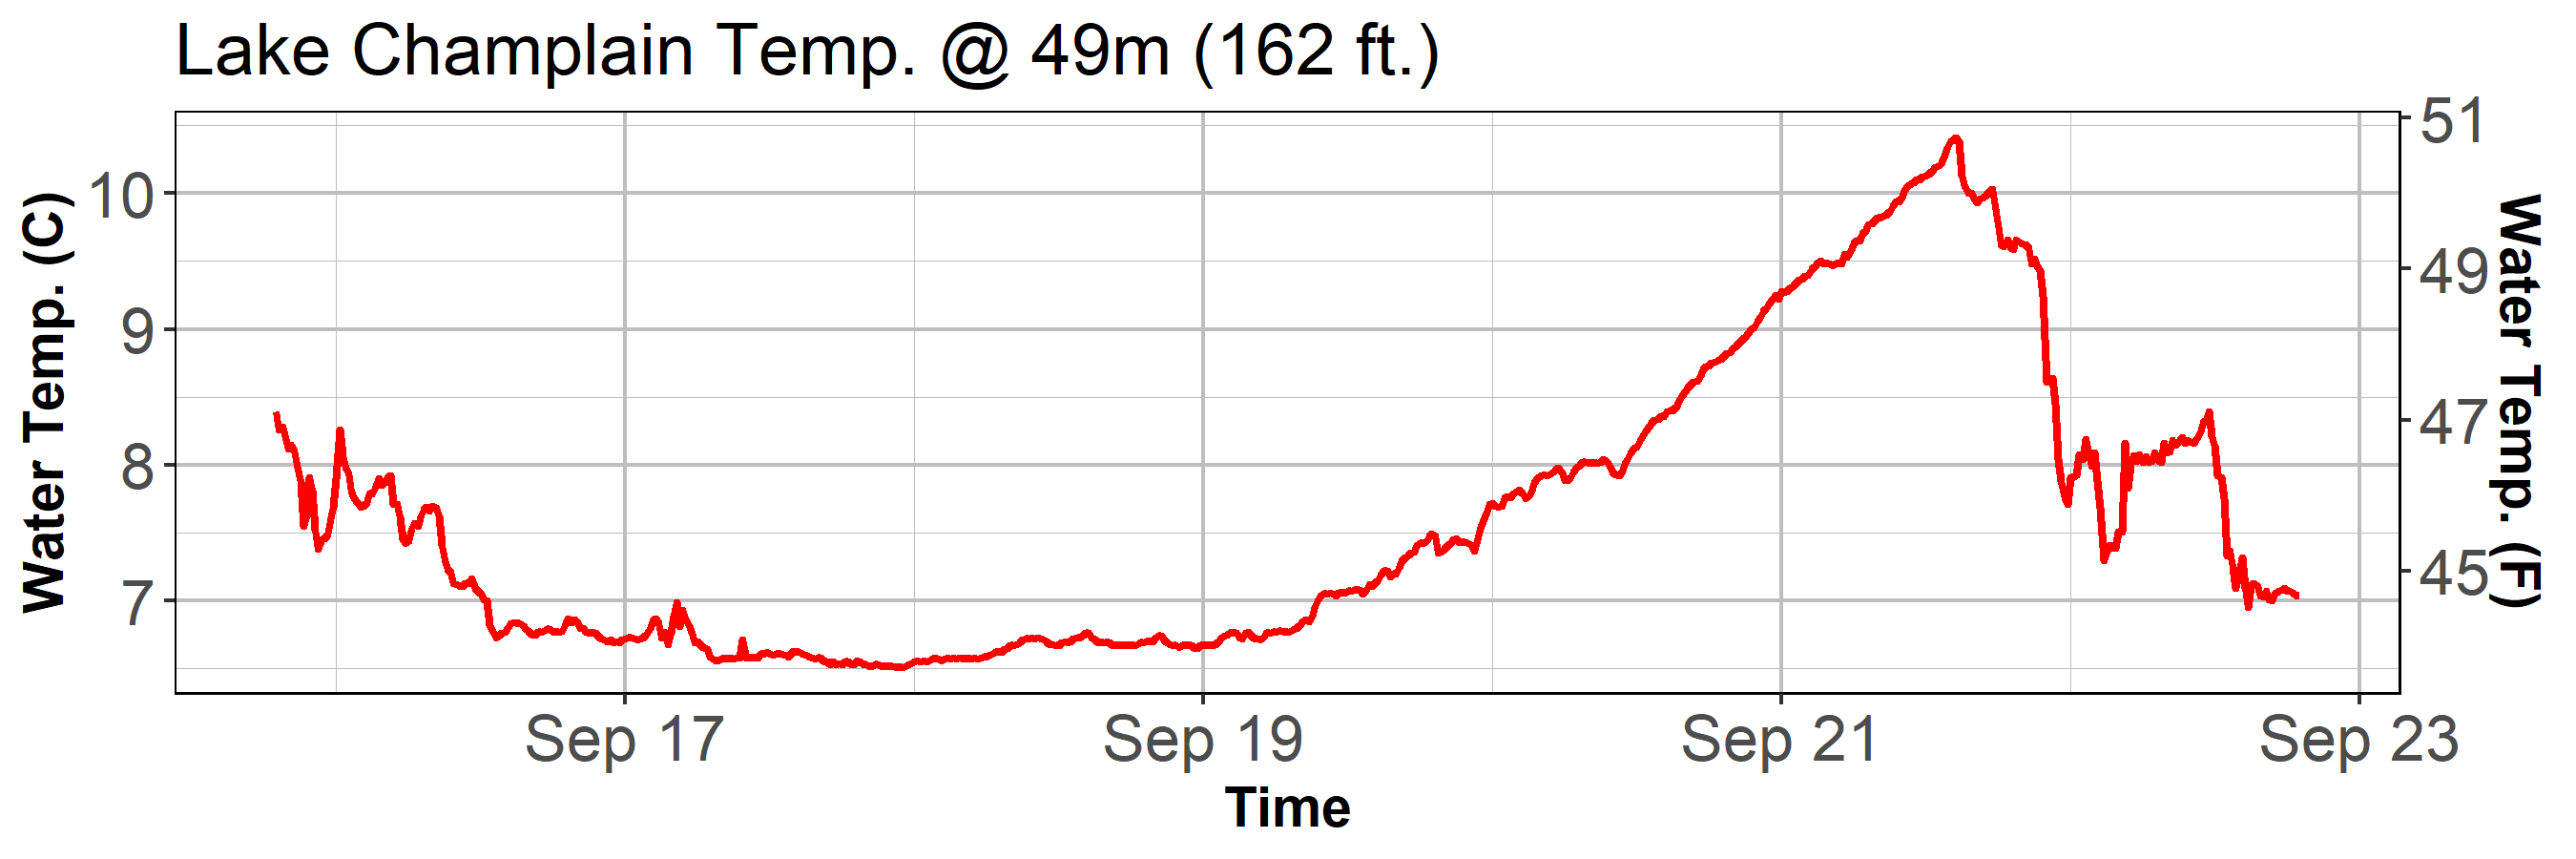 Lake Champlain Temp. @ 49m (162 ft.)
Water Temp. (C)
10
9
8
7
51
49
47
45
Water Temp. (F)
Sep 17
Sep 19
Sep 21
Sep 23
Time